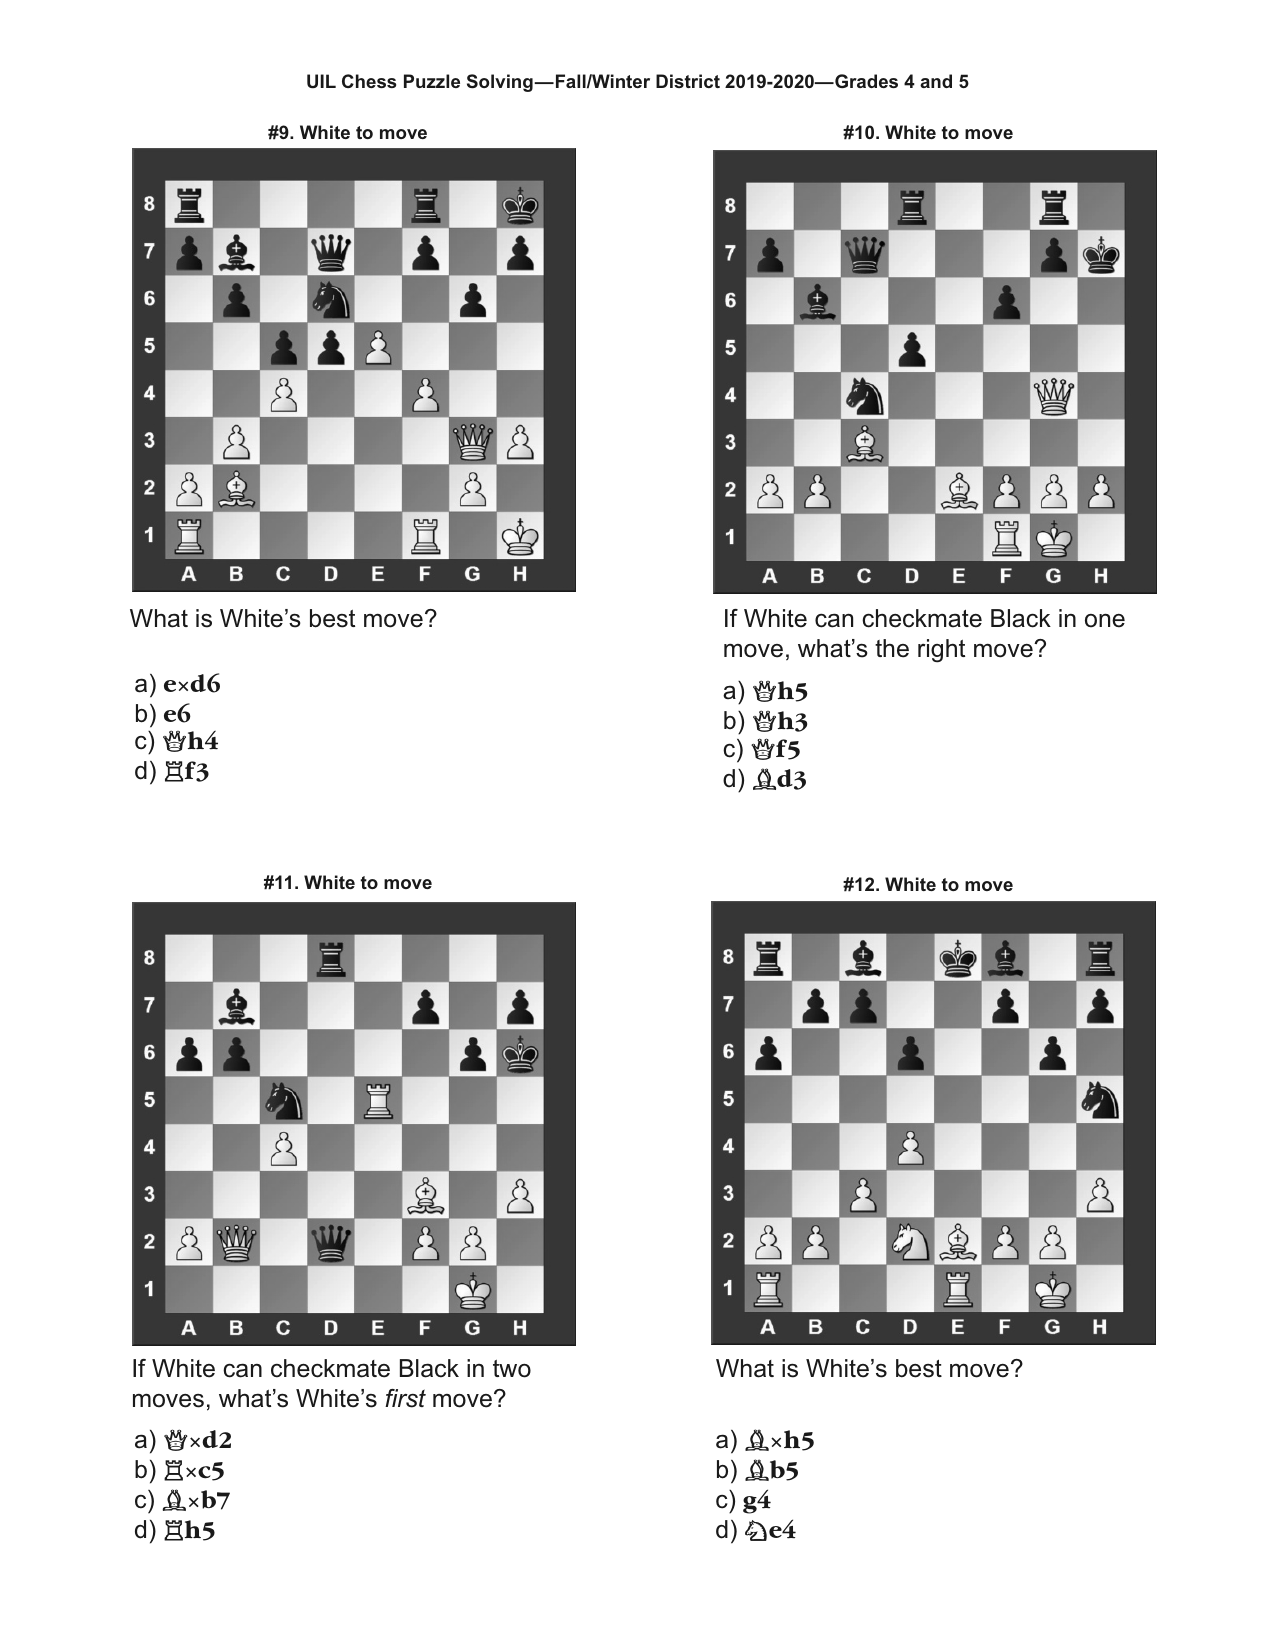 UIL Chess Puzzle Solving—Fall/Winter District 2019-2020—Grades 4 and 5
#9. White to move
8
7
6
5
4
3
2
1
A B C D E F G H
What is White's best move?
a) e×d6
b) e6
c) ♕h4
d) ♖f3
#10. White to move
8
7
6
5
4
3
2
1
A B C D E F G H
If White can checkmate Black in one
move, what's the right move?
a) ♕h5
b) ♕h3
c) ♕f5
d) ♗d3
#11. White to move
8
7
6
5
4
3
2
1
A B C D E F G H
If White can checkmate Black in two
moves, what's White's first move?
a) ♕×d2
b) ♖×c5
c) ♗×b7
d) ♖h5
#12. White to move
8
7
6
5
4
3
2
1
A B C D E F G H
What is White's best move?
a) ♗×h5
b) ♗b5
c) g4
d) ♘e4